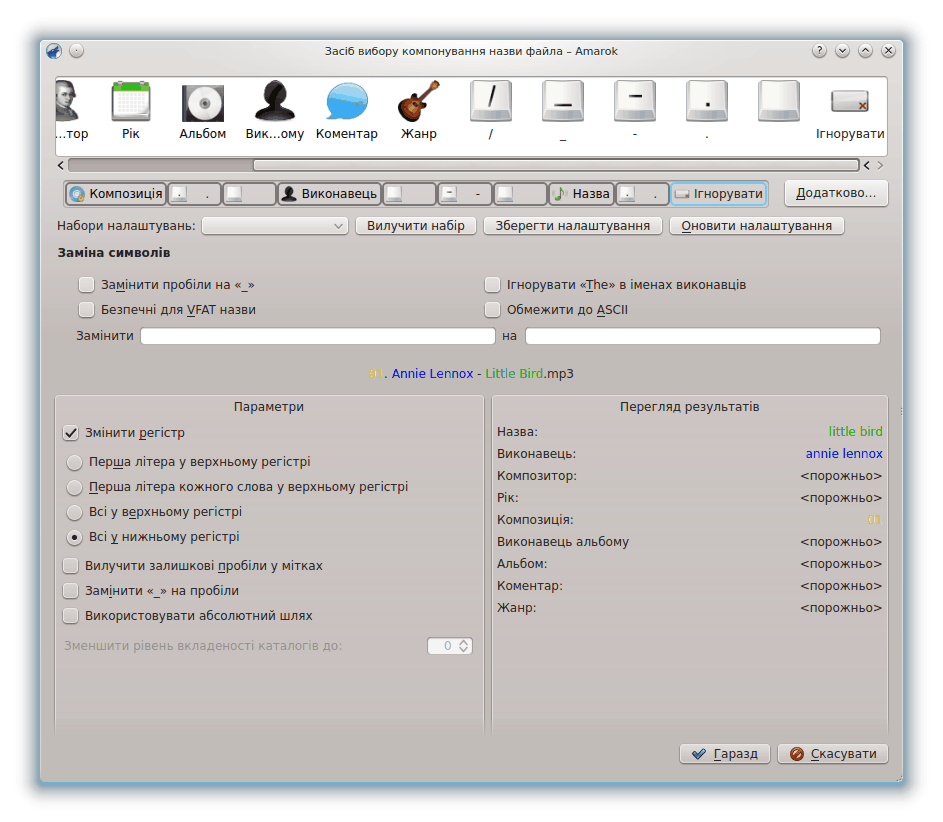 Засіб вибору компонування назви файла – Amarok
…тор Рік Альбом Вик…ому Коментар Жанр / _ - . Ігнорувати
Композиція . Виконавець - Назва . Ігнорувати Додатково...
Набори налаштувань: Вилучити набір Зберегти налаштування Оновити налаштування
Заміна символів
Замінити пробіли на «_» Ігнорувати «The» в іменах виконавців
Безпечні для VFAT назви Обмежити до ASCII
Замінити на
. Annie Lennox - Little Bird.mp3
Параметри
Змінити регістр
Перша літера у верхньому регістрі
Перша літера кожного слова у верхньому регістрі
Всі у верхньому регістрі
Всі у нижньому регістрі
Вилучити залишкові пробіли у мітках
Замінити «_» на пробіли
Використовувати абсолютний шлях
Зменшити рівень вкладеності каталогів до: 0
Перегляд результатів
Назва: little bird
Виконавець: annie lennox
Композитор: <порожньо>
Рік: <порожньо>
Композиція:
Виконавець альбому <порожньо>
Альбом: <порожньо>
Коментар: <порожньо>
Жанр: <порожньо>
Гаразд Скасувати